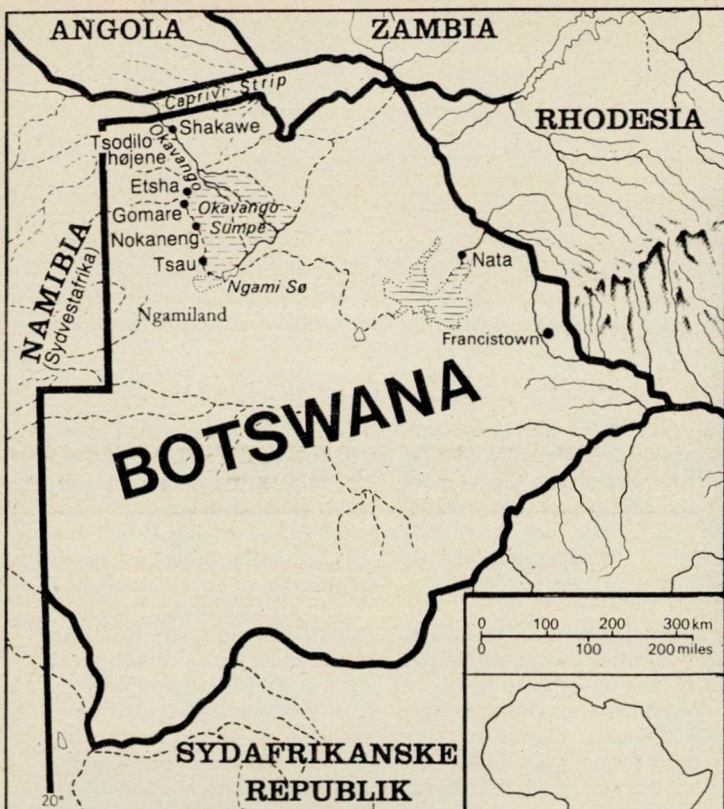 ANGOLA
ZAMBIA
Caprivi Strip
RHODESIA
Okavango
Shakawe
Tsodilo
højene
Etsha
Gomare
Okavango
Sumpe
Nokaneng
Tsau
Nata
Ngami Sø
NAMIBIA
(Sydvestafrika)
Ngamiland
Francistown
BOTSWANA
0 100 200 300 km
0 100 200 miles
SYDAFRIKANSKE
REPUBLIK
20°